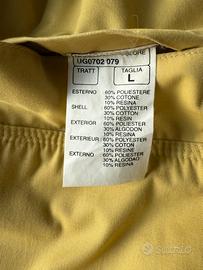 COLORE
UG0702 079
TRATT
TAGLIA
L
ESTERNO : 60% POLIESTERE
30% COTONE
10% RESINA
SHELL : 60% POLYESTER
30% COTTON
10% RESIN
EXTERIOR : 60% POLIESTER
30% ALGODON
10% RESINA
EXTERIEUR : 60% POLYESTER
30% COTON
10% RESINE
EXTERNO : 60% POLIESTER
30% ALGODAO
10% RESINA
Subito